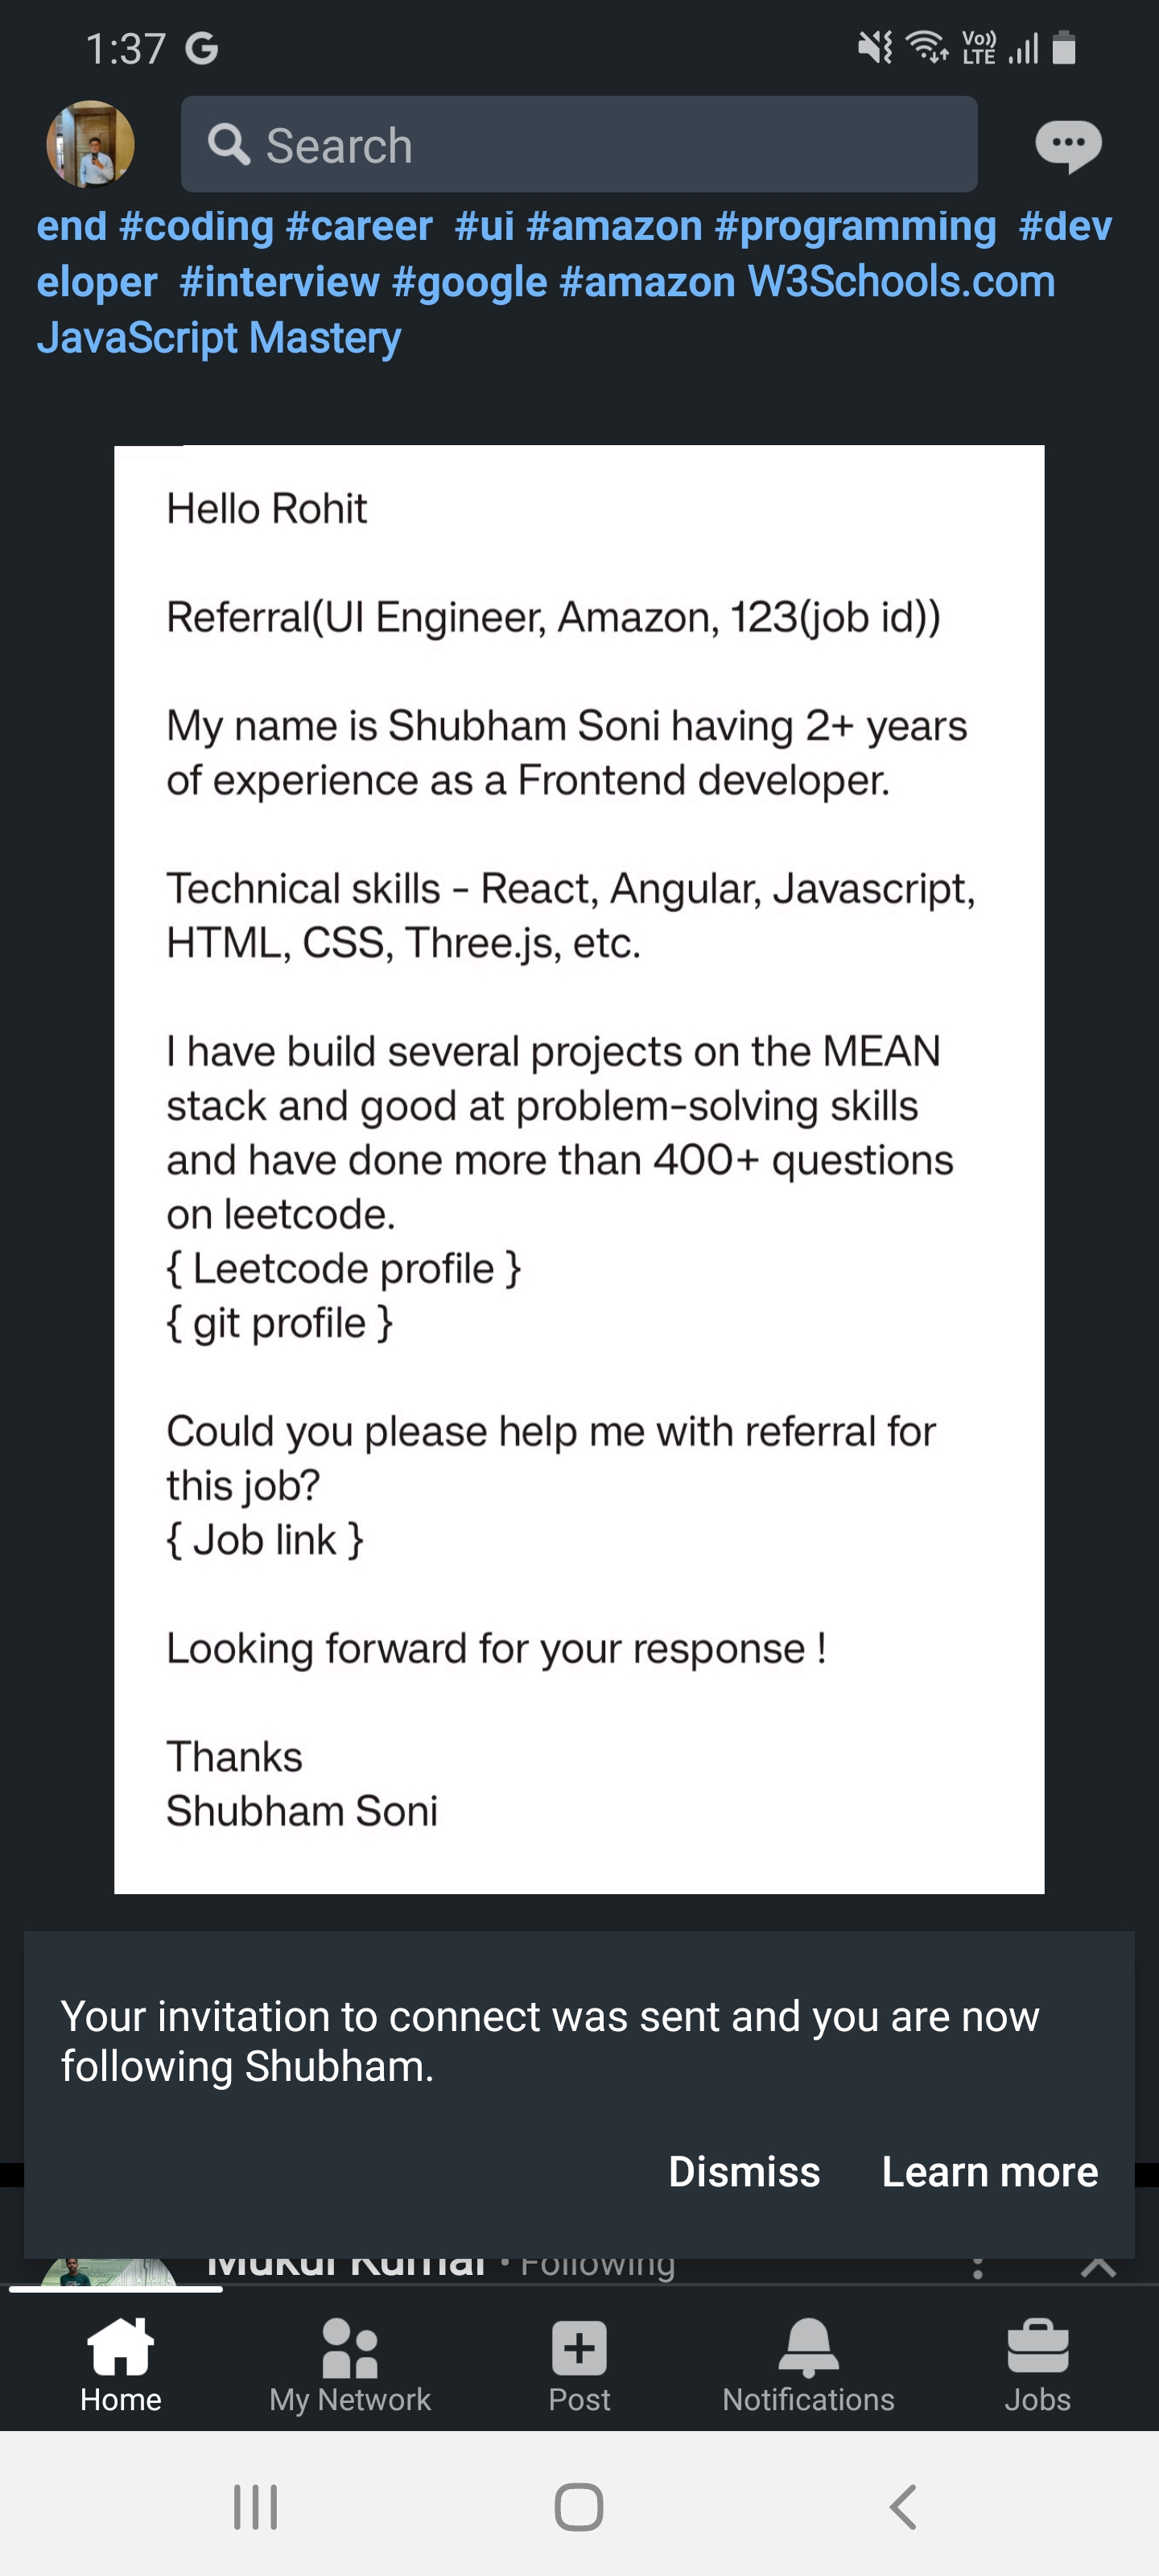 1:37 G
Vo)) LTE
Search
end #coding #career #ui #amazon #programming #dev
eloper #interview #google #amazon W3Schools.com
JavaScript Mastery
Hello Rohit
Referral(UI Engineer, Amazon, 123(job id))
My name is Shubham Soni having 2+ years
of experience as a Frontend developer.
Technical skills - React, Angular, Javascript,
HTML, CSS, Three.js, etc.
I have build several projects on the MEAN
stack and good at problem-solving skills
and have done more than 400+ questions
on leetcode.
{ Leetcode profile }
{ git profile }
Could you please help me with referral for
this job?
{ Job link }
Looking forward for your response !
Thanks
Shubham Soni
Your invitation to connect was sent and you are now
following Shubham.
Dismiss Learn more
Mukul Kumar • Following
Home My Network Post Notifications Jobs